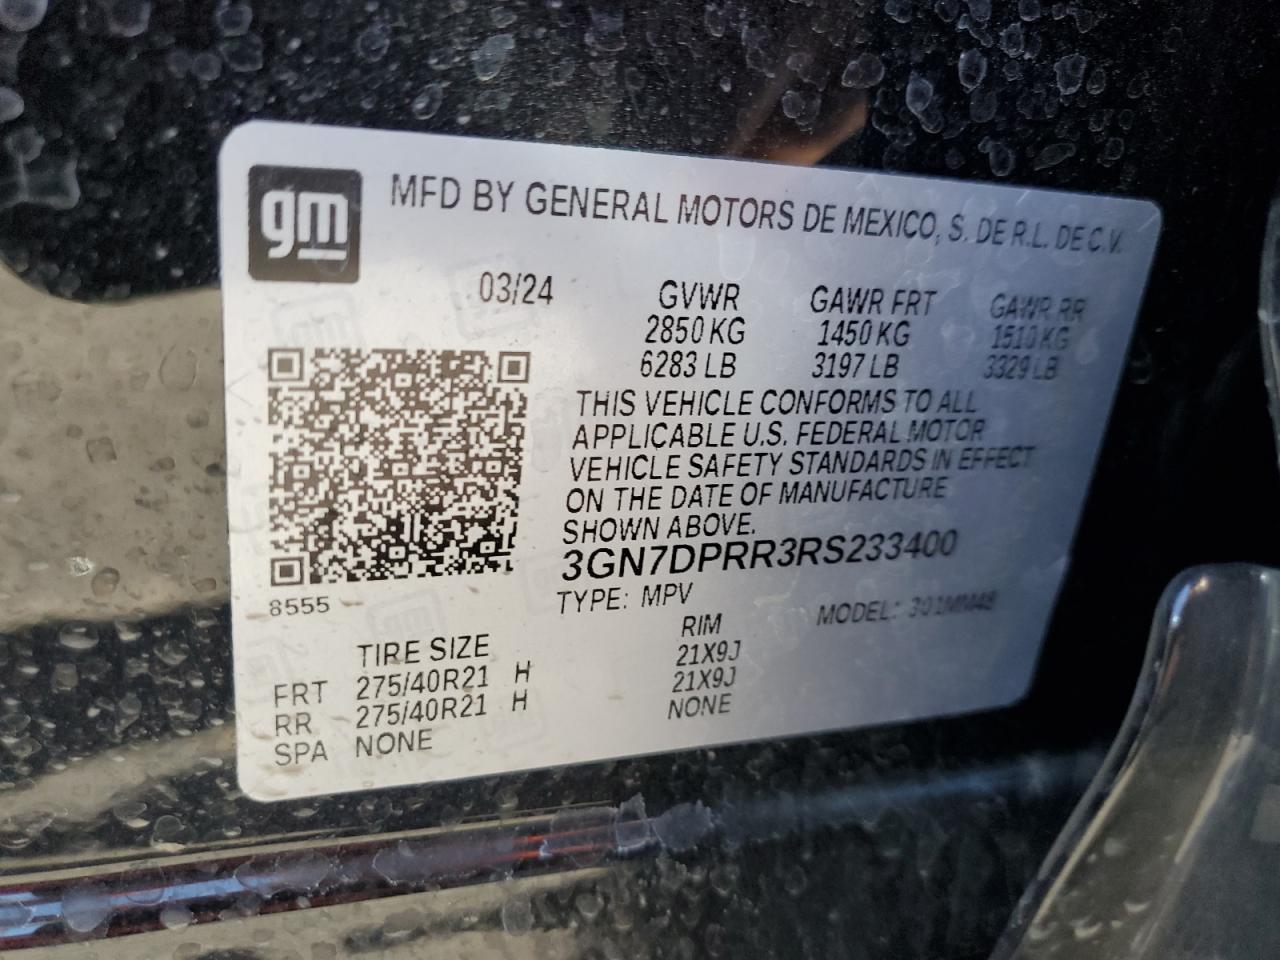 gm
MFD BY GENERAL MOTORS DE MEXICO, S. DE R.L. DE C.V.
03/24 GVWR GAWR FRT GAWR RR
2850 KG 1450 KG 1510 KG
6283 LB 3197 LB 3329 LB
THIS VEHICLE CONFORMS TO ALL
APPLICABLE U.S. FEDERAL MOTOR
VEHICLE SAFETY STANDARDS IN EFFECT
ON THE DATE OF MANUFACTURE
SHOWN ABOVE.
3GN7DPRR3RS233400
8555
TYPE: MPV MODEL:
TIRE SIZE RIM
FRT 275/40R21 H 21X9J
RR 275/40R21 H 21X9J
SPA NONE NONE